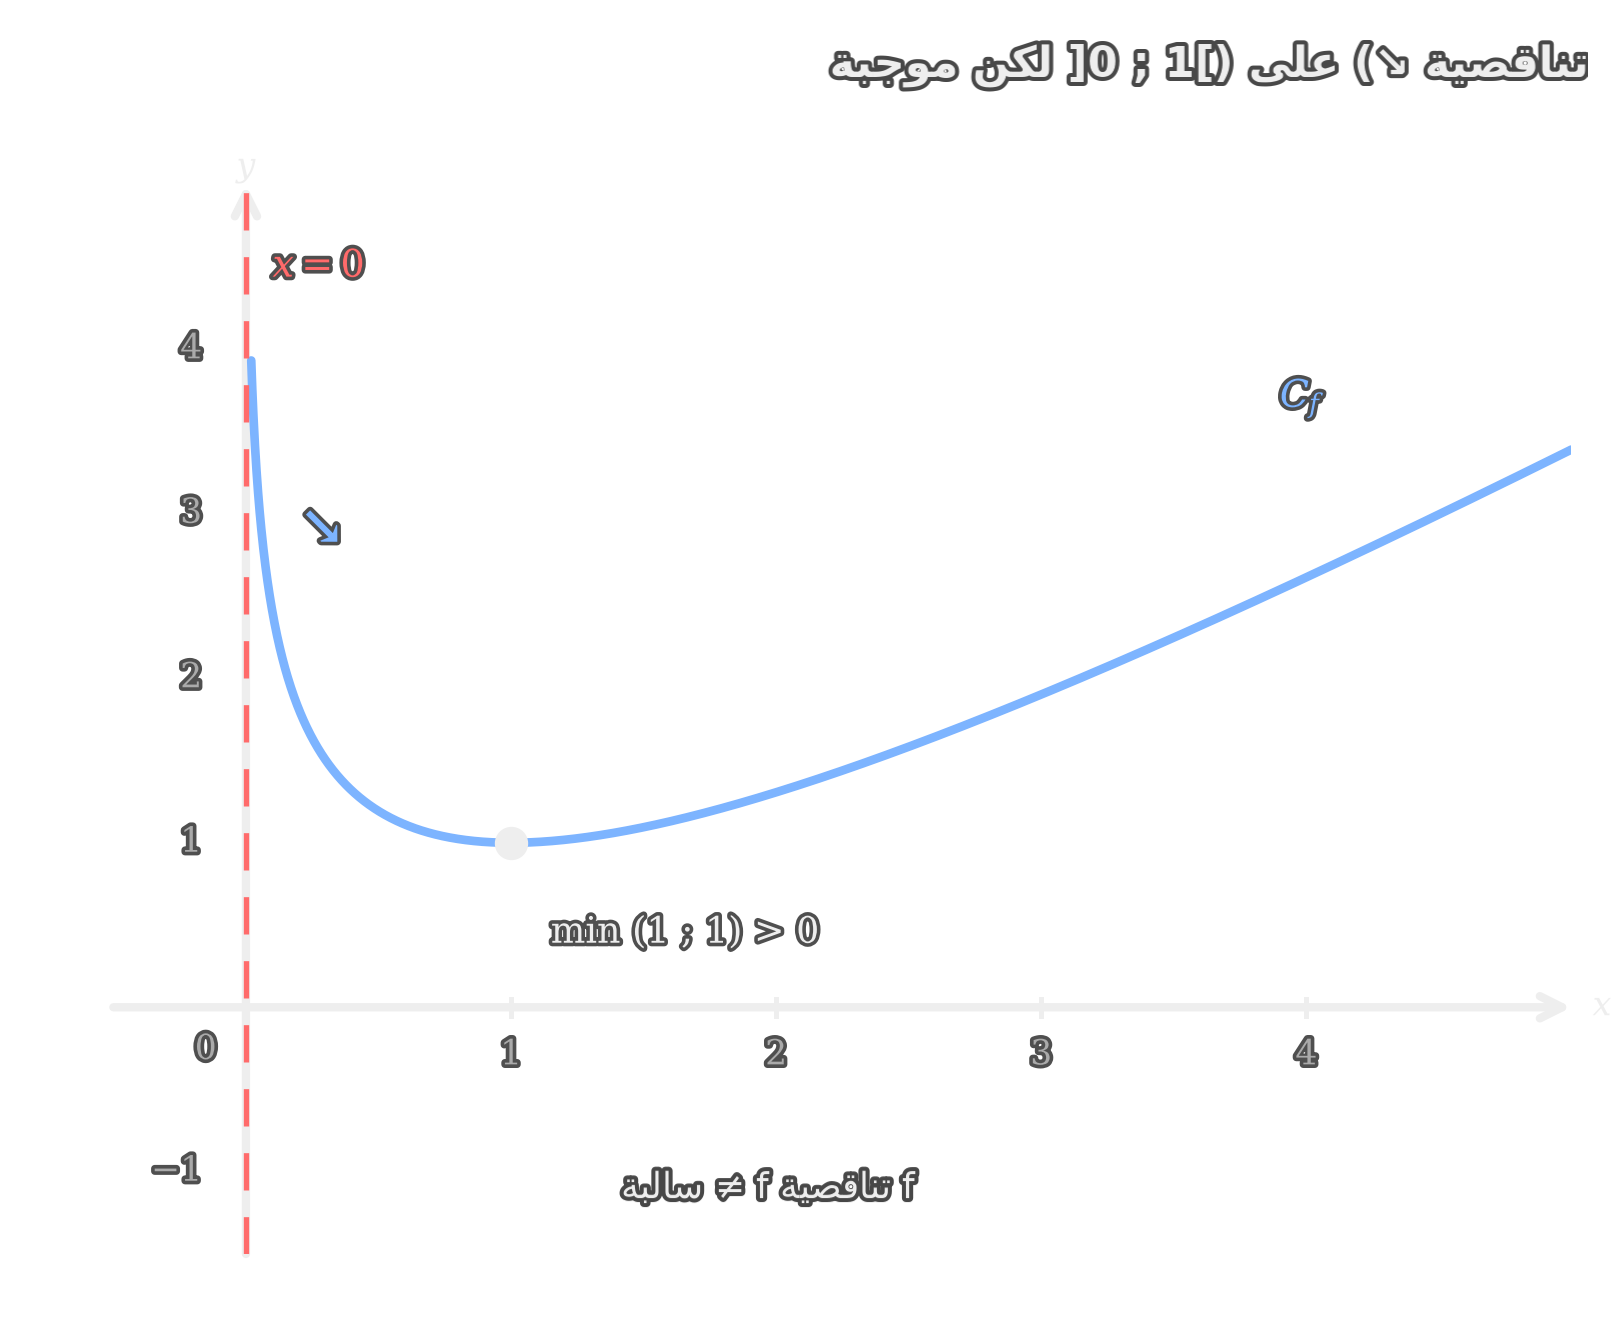 تناقصية ↘) على (]0 ; 1[ لكن موجبة
y
x = 0
4
C_f
3
↘
2
1
min (1 ; 1) > 0
x
0
1
2
3
4
−1
f تناقصية ≠ f سالبة